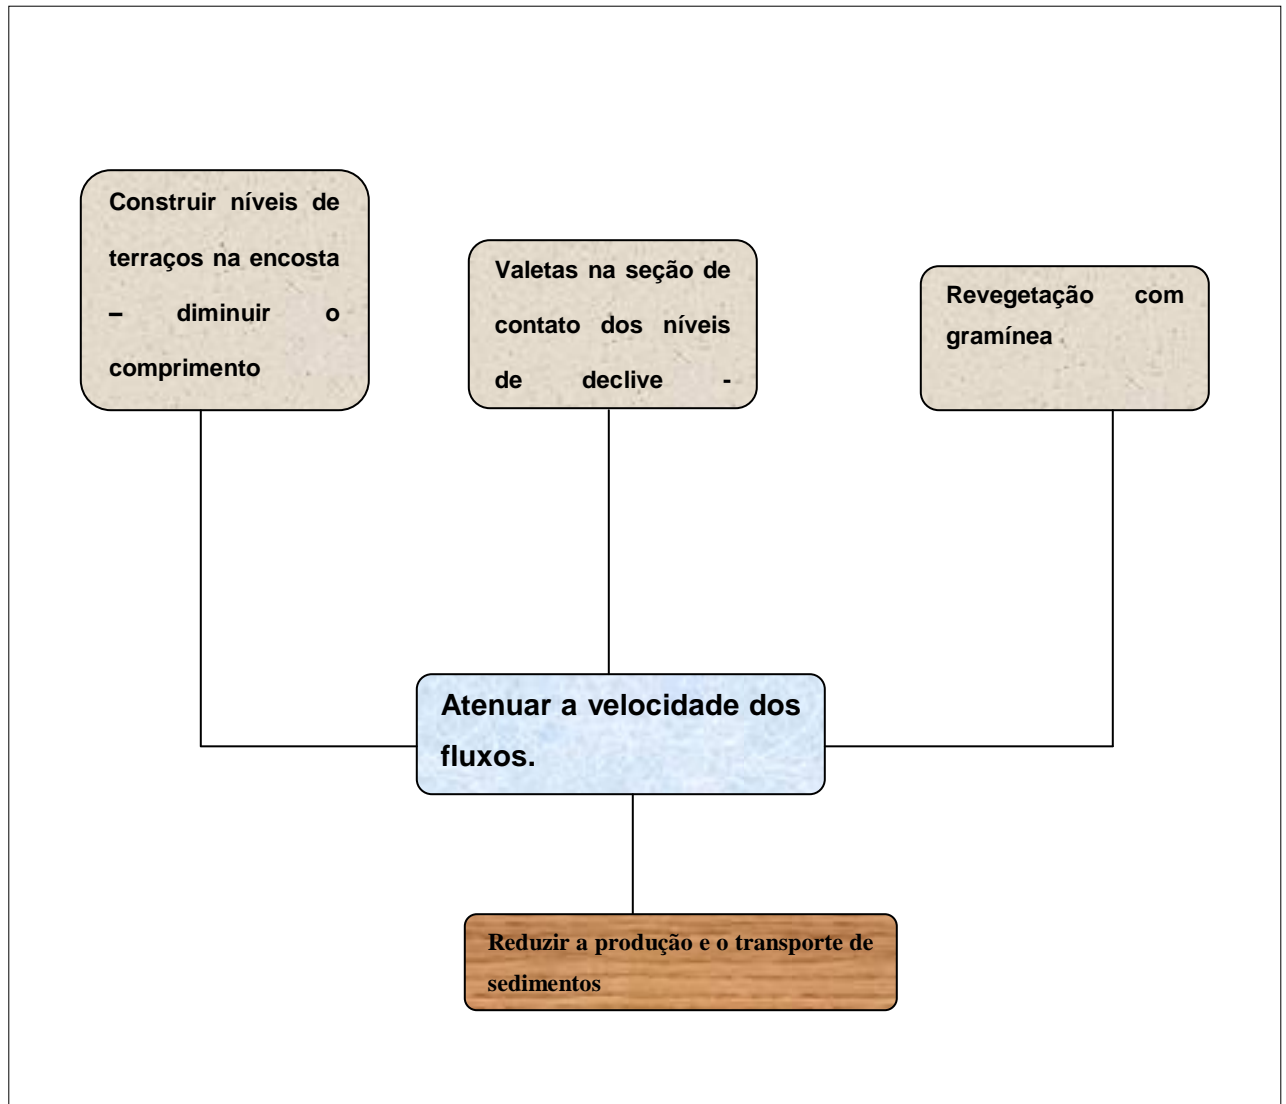 Construir níveis de
terraços na encosta
– diminuir o
comprimento
Valetas na seção de
contato dos níveis
de declive -
Revegetação com
gramínea
Atenuar a velocidade dos
fluxos.
Reduzir a produção e o transporte de
sedimentos